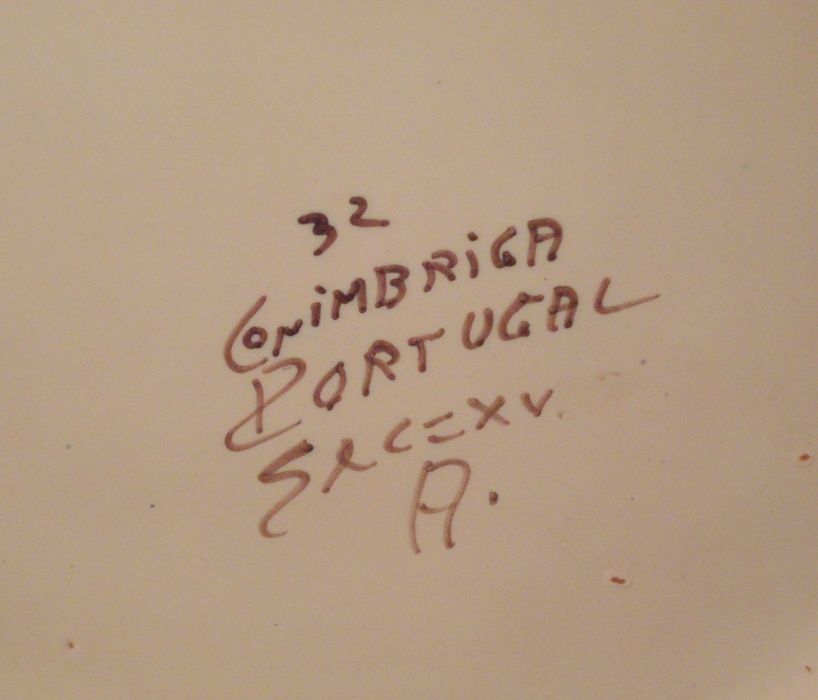 32
CONiMBRiGA
PORTUGAL
Sec=XV
A.